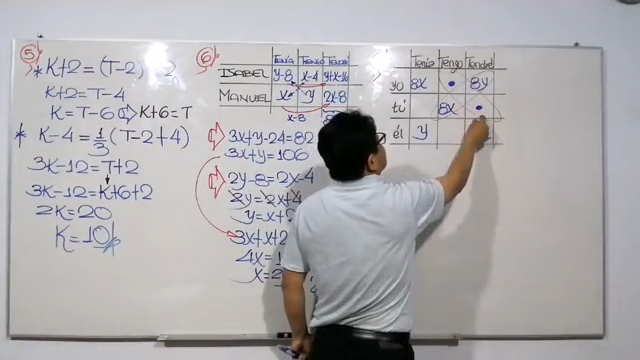 5
* K+2 = (T-2) - 2
K+2 = T-4
K = T-6 ⇨ K+6 = T
* K-4 = 1/3 (T-2+4)
3K-12 = T+2
3K-12 = K+6+2
2K = 20
K = 10
6
TENÍA TENGO TENDRÉ
ISABEL Y-8 X-4 Y+X-16
MANUEL X Y 2X-8
X-8
3X+Y-24 = 82
3X+Y = 106
2Y-8 = 2X-4
2Y = 2X+4
Y = X+2
3X+X+2
4X = 1
X = 2
Tenía Tengo Tendré
yo 8X • 8Y
tú 8X •
él Y